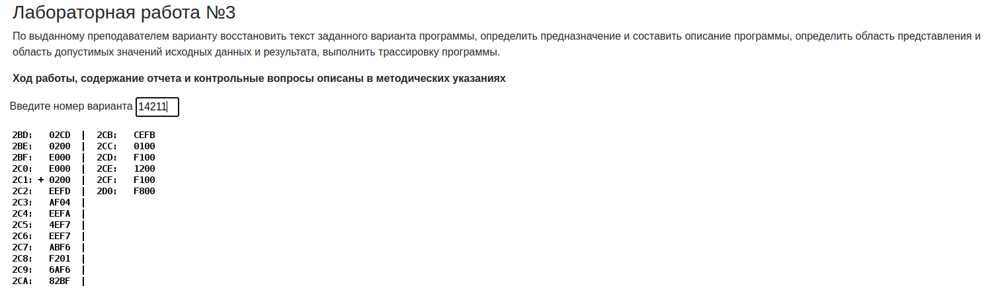 Лабораторная работа №3
По выданному преподавателем варианту восстановить текст заданного варианта программы, определить предназначение и составить описание программы, определить область представления и
область допустимых значений исходных данных и результата, выполнить трассировку программы.
Ход работы, содержание отчета и контрольные вопросы описаны в методических указаниях
Введите номер варианта 14211
2BD: 02CD | 2CB: CEFB
2BE: 0200 | 2CC: 0100
2BF: E000 | 2CD: F100
2C0: E000 | 2CE: 1200
2C1: + 0200 | 2CF: F100
2C2: EEFD | 2D0: F800
2C3: AF04 |
2C4: EEFA |
2C5: 4EF7 |
2C6: EEF7 |
2C7: ABF6 |
2C8: F201 |
2C9: 6AF6 |
2CA: 82BF |